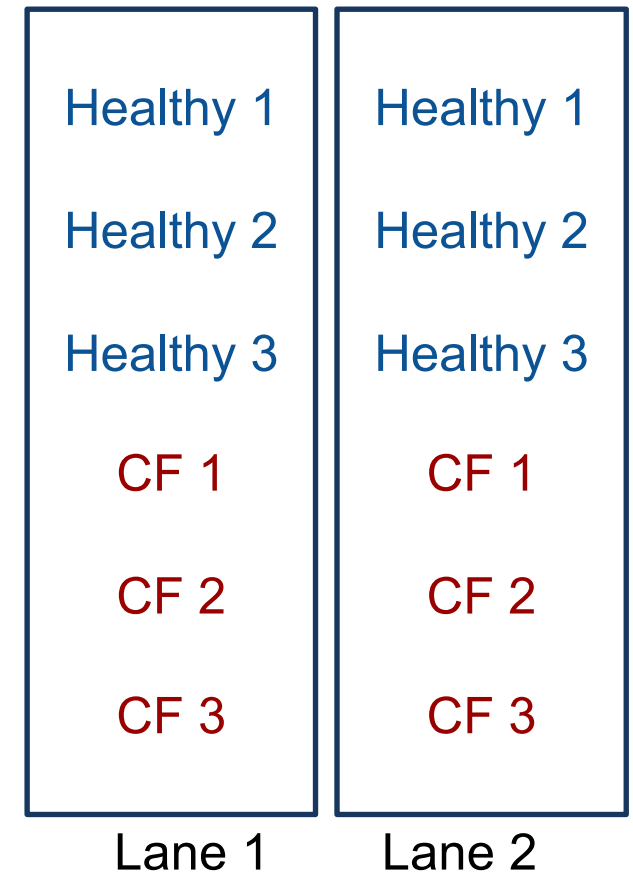 Healthy 1 Healthy 1
Healthy 2 Healthy 2
Healthy 3 Healthy 3
CF 1 CF 1
CF 2 CF 2
CF 3 CF 3
Lane 1 Lane 2